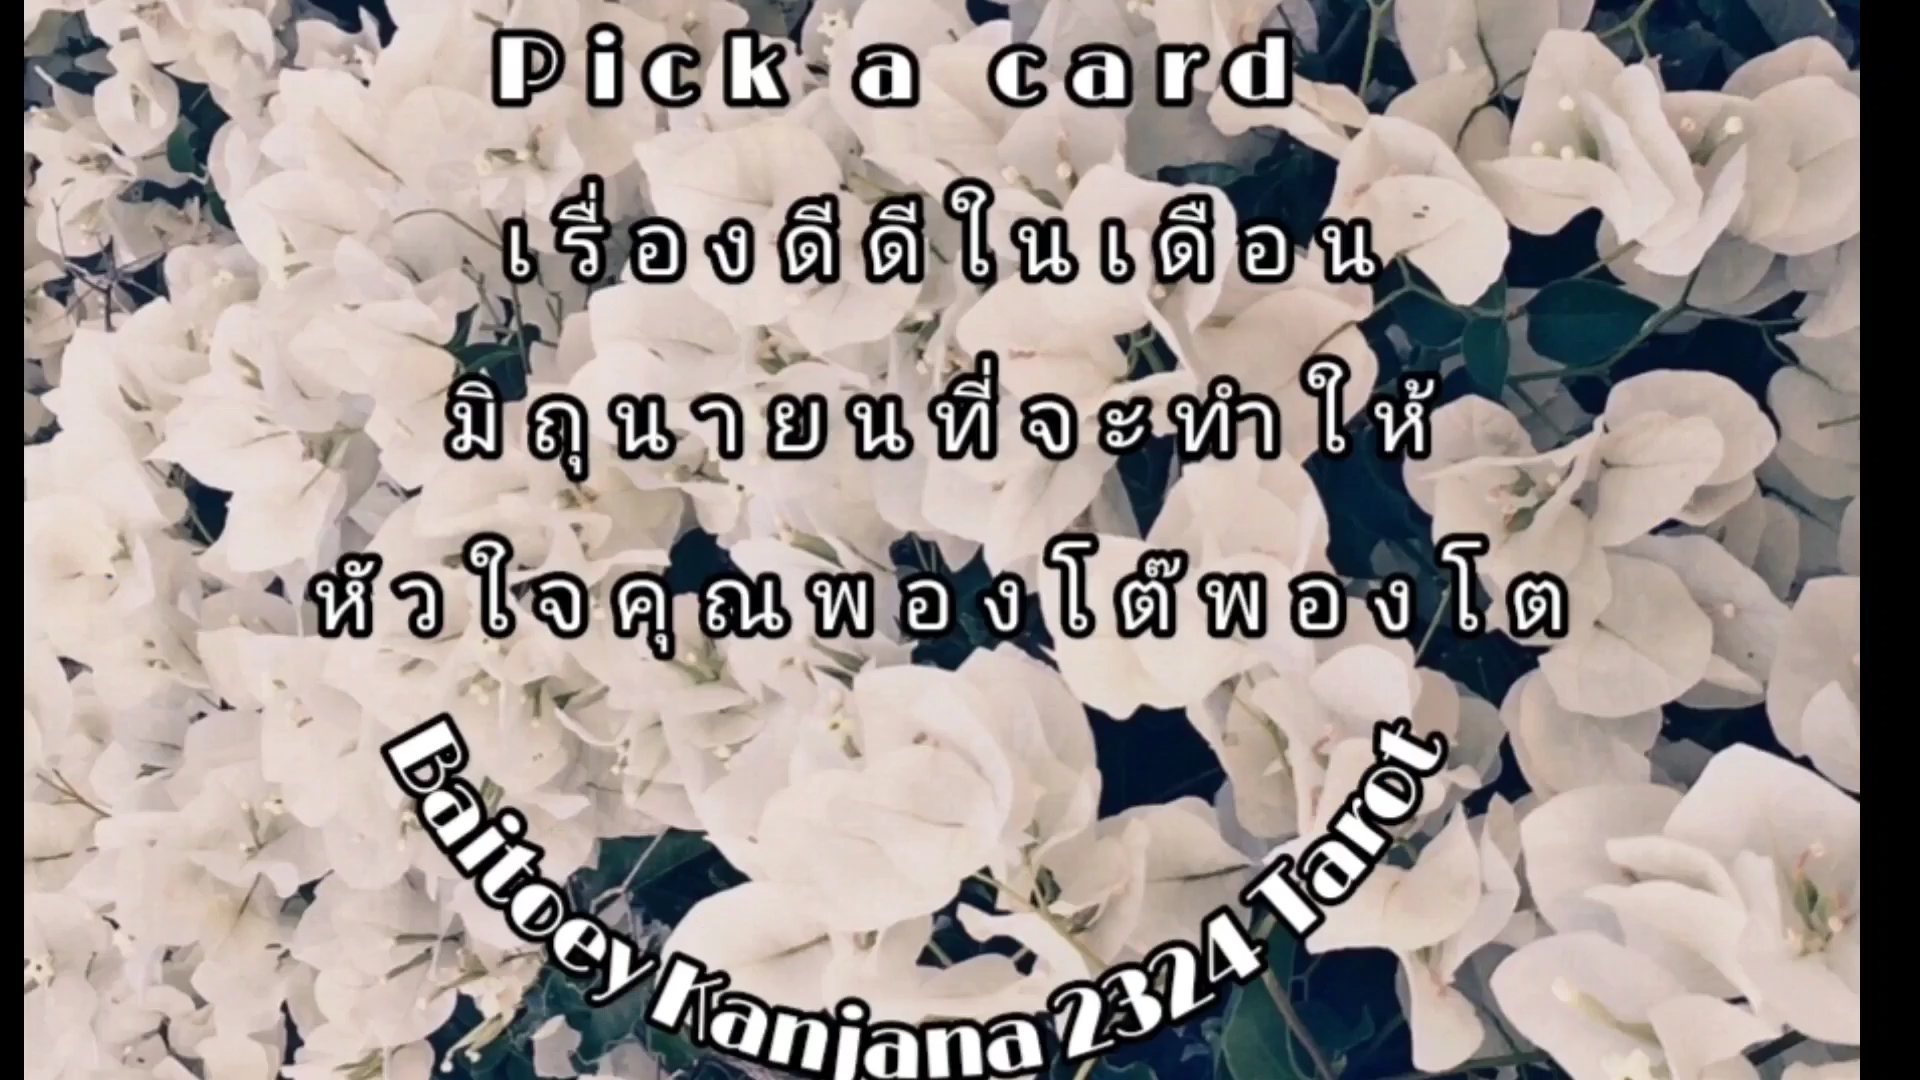 Pick a card
เรื่องดีดีในเดือน
มิถุนายนที่จะทำให้
หัวใจคุณพองโต๊พองโต
Baitoey Kanjana 2324 Tarot